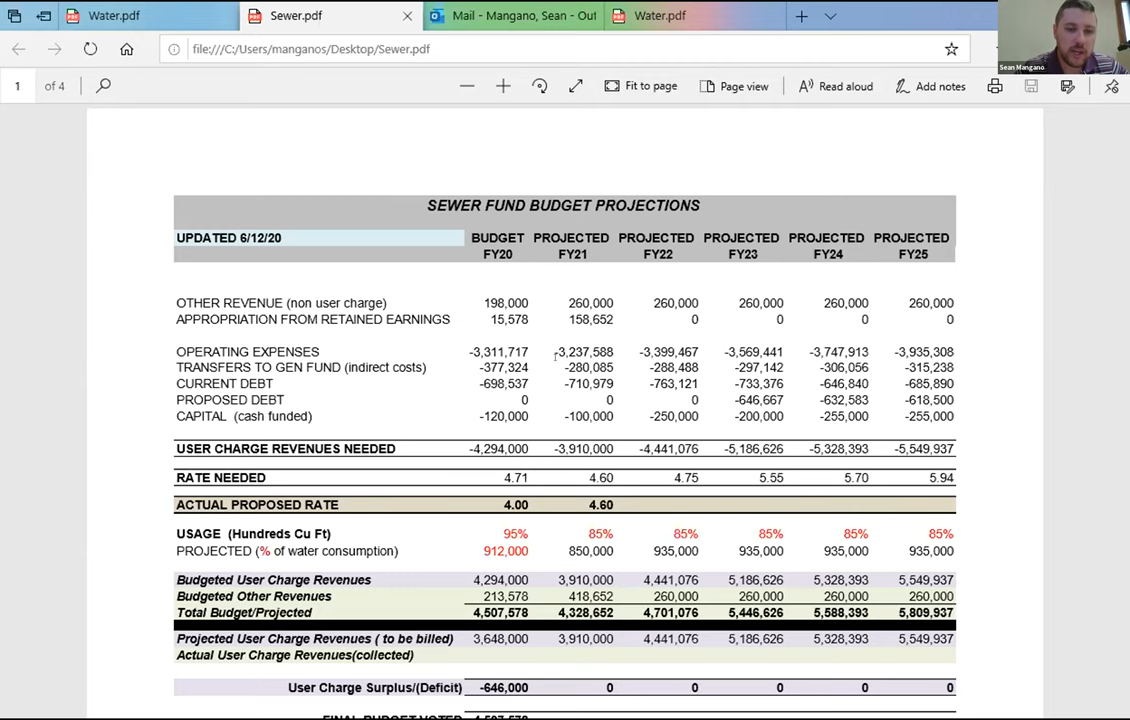 Water.pdf
Sewer.pdf
Mail - Mangano, Sean - Out
Water.pdf
file:///C:/Users/manganos/Desktop/Sewer.pdf
Sean Mangano
1 of 4
Fit to page
Page view
Read aloud
Add notes
SEWER FUND BUDGET PROJECTIONS
UPDATED 6/12/20 BUDGET PROJECTED PROJECTED PROJECTED PROJECTED PROJECTED
FY20 FY21 FY22 FY23 FY24 FY25
OTHER REVENUE (non user charge) 198,000 260,000 260,000 260,000 260,000 260,000
APPROPRIATION FROM RETAINED EARNINGS 15,578 158,652 0 0 0 0
OPERATING EXPENSES -3,311,717 -3,237,588 -3,399,467 -3,569,441 -3,747,913 -3,935,308
TRANSFERS TO GEN FUND (indirect costs) -377,324 -280,085 -288,488 -297,142 -306,056 -315,238
CURRENT DEBT -698,537 -710,979 -763,121 -733,376 -646,840 -685,890
PROPOSED DEBT 0 0 0 -646,667 -632,583 -618,500
CAPITAL (cash funded) -120,000 -100,000 -250,000 -200,000 -255,000 -255,000
USER CHARGE REVENUES NEEDED -4,294,000 -3,910,000 -4,441,076 -5,186,626 -5,328,393 -5,549,937
RATE NEEDED 4.71 4.60 4.75 5.55 5.70 5.94
ACTUAL PROPOSED RATE 4.00 4.60
USAGE (Hundreds Cu Ft) 95% 85% 85% 85% 85% 85%
PROJECTED (% of water consumption) 912,000 850,000 935,000 935,000 935,000 935,000
Budgeted User Charge Revenues 4,294,000 3,910,000 4,441,076 5,186,626 5,328,393 5,549,937
Budgeted Other Revenues 213,578 418,652 260,000 260,000 260,000 260,000
Total Budget/Projected 4,507,578 4,328,652 4,701,076 5,446,626 5,588,393 5,809,937
Projected User Charge Revenues ( to be billed) 3,648,000 3,910,000 4,441,076 5,186,626 5,328,393 5,549,937
Actual User Charge Revenues(collected)
User Charge Surplus/(Deficit) -646,000 0 0 0 0 0
FINAL BUDGET VOTED 4,507,578